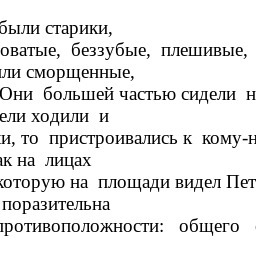 были старики,
оватые, беззубые, плешивые,
ли сморщенные,
Они большей частью сидели н
ели ходили и
и, то пристроивались к кому-н
ак на лицах
которую на площади видел Пет
поразительна
противоположности: общего